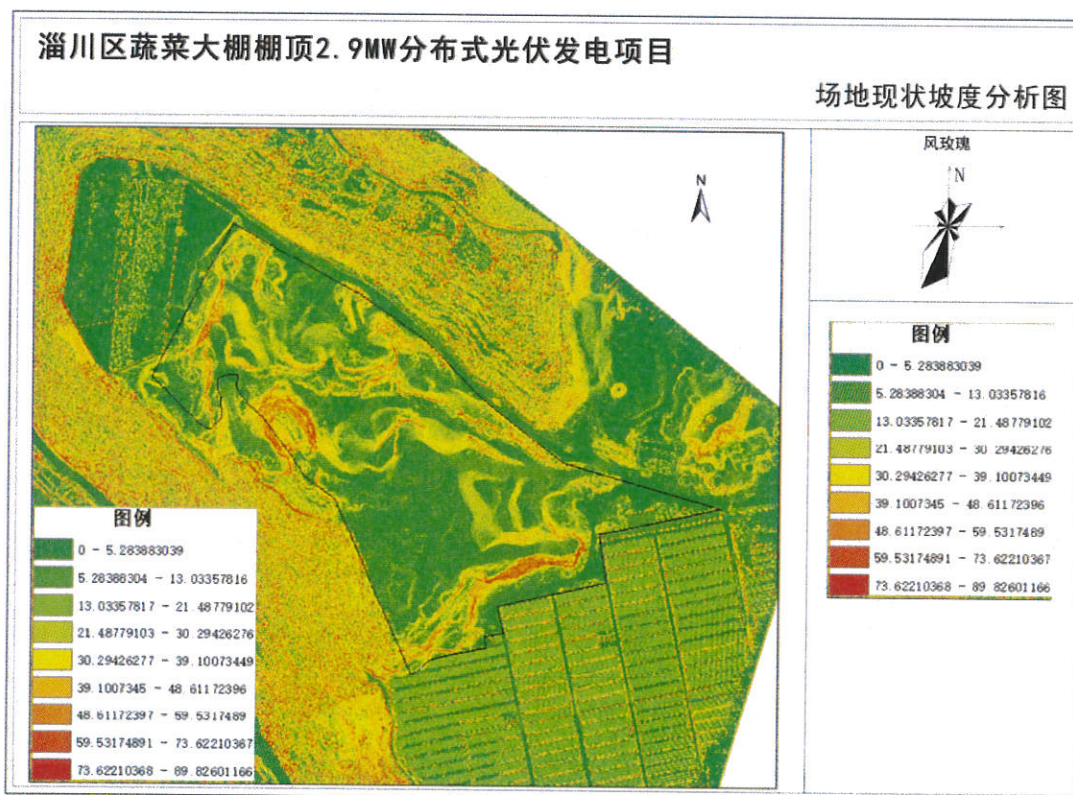 淄川区蔬菜大棚棚顶2.9MW分布式光伏发电项目
场地现状坡度分析图
N
风玫瑰
N
图例
0 - 5.283883039
5.28388304 - 13.03357816
13.03357817 - 21.48779102
21.48779103 - 30.29426276
30.29426277 - 39.10073449
39.1007345 - 48.61172396
48.61172397 - 59.5317489
59.53174891 - 73.62210367
73.62210368 - 89.82601166
图例
0 - 5.283883039
5.28388304 - 13.03357816
13.03357817 - 21.48779102
21.48779103 - 30.29426276
30.29426277 - 39.10073449
39.1007345 - 48.61172396
48.61172397 - 59.5317489
59.53174891 - 73.62210367
73.62210368 - 89.82601166